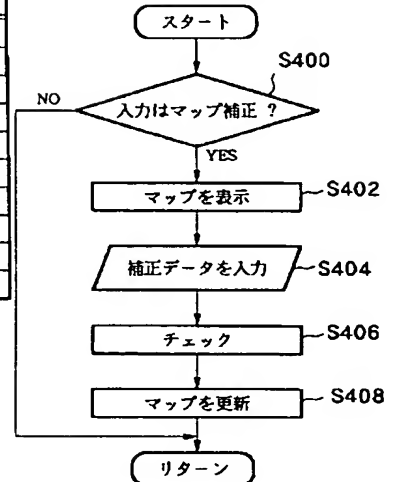 スタート
S400
入力はマップ補正 ?
NO
YES
マップを表示
S402
補正データを入力
S404
チェック
S406
マップを更新
S408
リターン